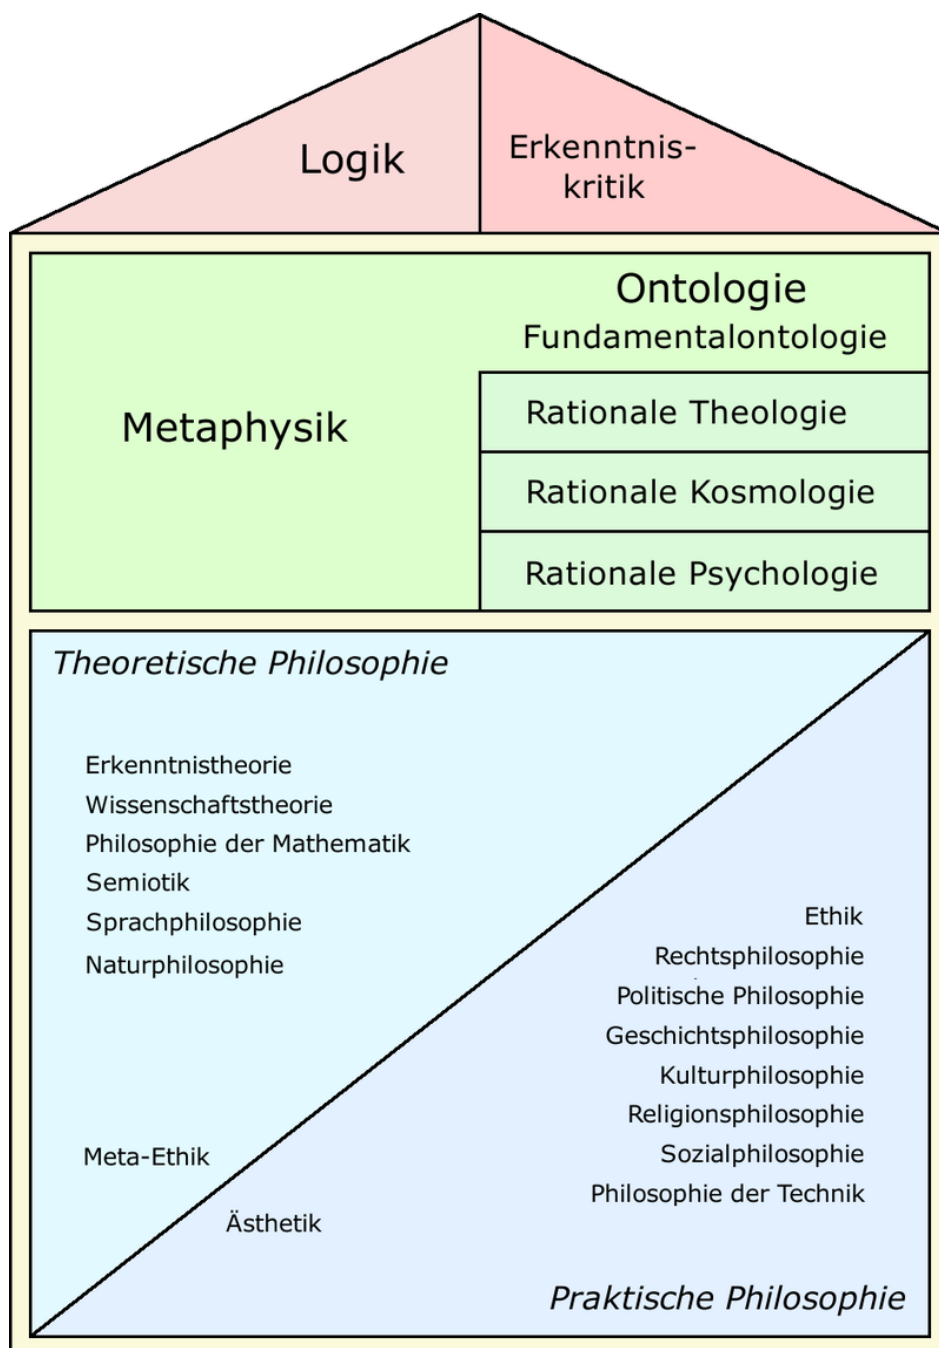 Logik
Erkenntnis-
kritik
Metaphysik
Ontologie
Fundamentalontologie
Rationale Theologie
Rationale Kosmologie
Rationale Psychologie
Theoretische Philosophie
Erkenntnistheorie
Wissenschaftstheorie
Philosophie der Mathematik
Semiotik
Sprachphilosophie
Naturphilosophie
Meta-Ethik
Ästhetik
Ethik
Rechtsphilosophie
Politische Philosophie
Geschichtsphilosophie
Kulturphilosophie
Religionsphilosophie
Sozialphilosophie
Philosophie der Technik
Praktische Philosophie